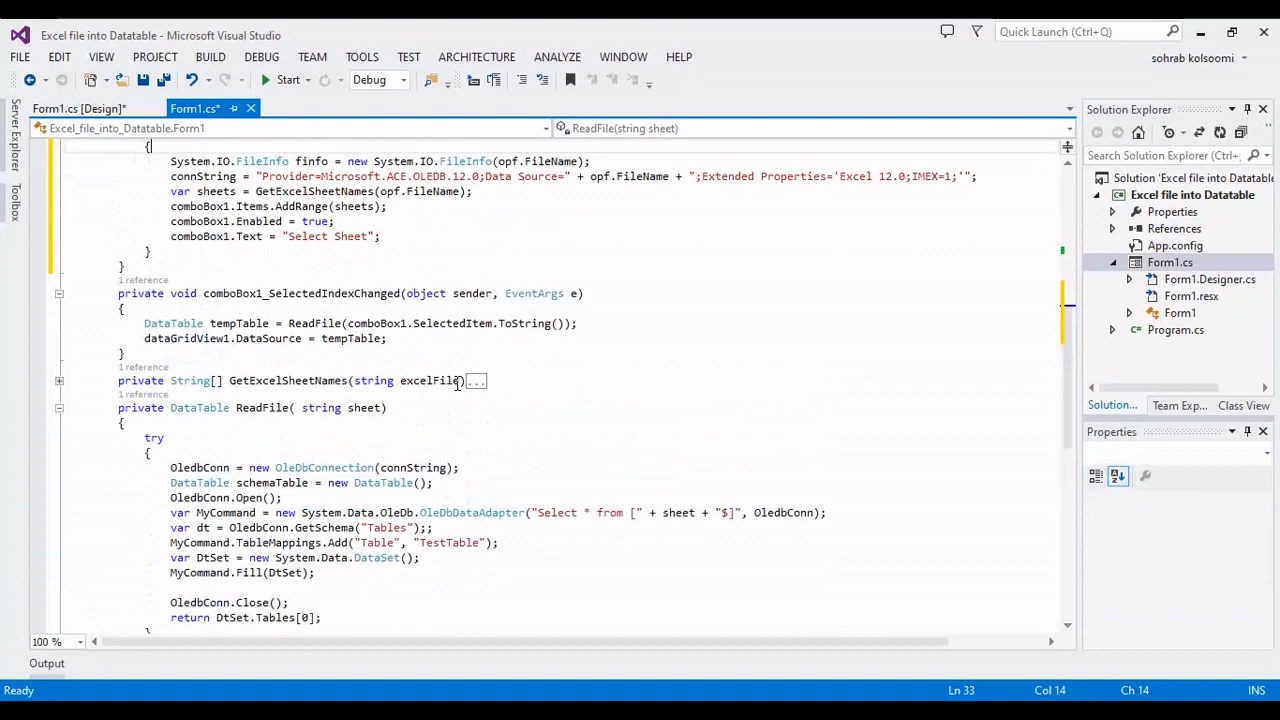 Excel file into Datatable - Microsoft Visual Studio
Quick Launch (Ctrl+Q)
FILE EDIT VIEW PROJECT BUILD DEBUG TEAM TOOLS TEST ARCHITECTURE ANALYZE WINDOW HELP
sohrab kolsoomi
Start Debug
Server Explorer
Toolbox
Form1.cs [Design]* Form1.cs*
Excel_file_into_Datatable.Form1 ReadFile(string sheet)
{
System.IO.FileInfo finfo = new System.IO.FileInfo(opf.FileName);
connString = "Provider=Microsoft.ACE.OLEDB.12.0;Data Source=" + opf.FileName + ";Extended Properties='Excel 12.0;IMEX=1;'";
var sheets = GetExcelSheetNames(opf.FileName);
comboBox1.Items.AddRange(sheets);
comboBox1.Enabled = true;
comboBox1.Text = "Select Sheet";
}
}
1 reference
private void comboBox1_SelectedIndexChanged(object sender, EventArgs e)
{
DataTable tempTable = ReadFile(comboBox1.SelectedItem.ToString());
dataGridView1.DataSource = tempTable;
}
1 reference
private String[] GetExcelSheetNames(string excelFile)...
1 reference
private DataTable ReadFile( string sheet)
{
try
{
OledbConn = new OleDbConnection(connString);
DataTable schemaTable = new DataTable();
OledbConn.Open();
var MyCommand = new System.Data.OleDb.OleDbDataAdapter("Select * from [" + sheet + "$]", OledbConn);
var dt = OledbConn.GetSchema("Tables");;
MyCommand.TableMappings.Add("Table", "TestTable");
var DtSet = new System.Data.DataSet();
MyCommand.Fill(DtSet);
OledbConn.Close();
return DtSet.Tables[0];
}
100 %
Output
Ready
Ln 33 Col 14 Ch 14 INS
Solution Explorer
Search Solution Explorer
Solution 'Excel file into Datatable
Excel file into Datatable
Properties
References
App.config
Form1.cs
Form1.Designer.cs
Form1.resx
Form1
Program.cs
Solution... Team Exp... Class View
Properties